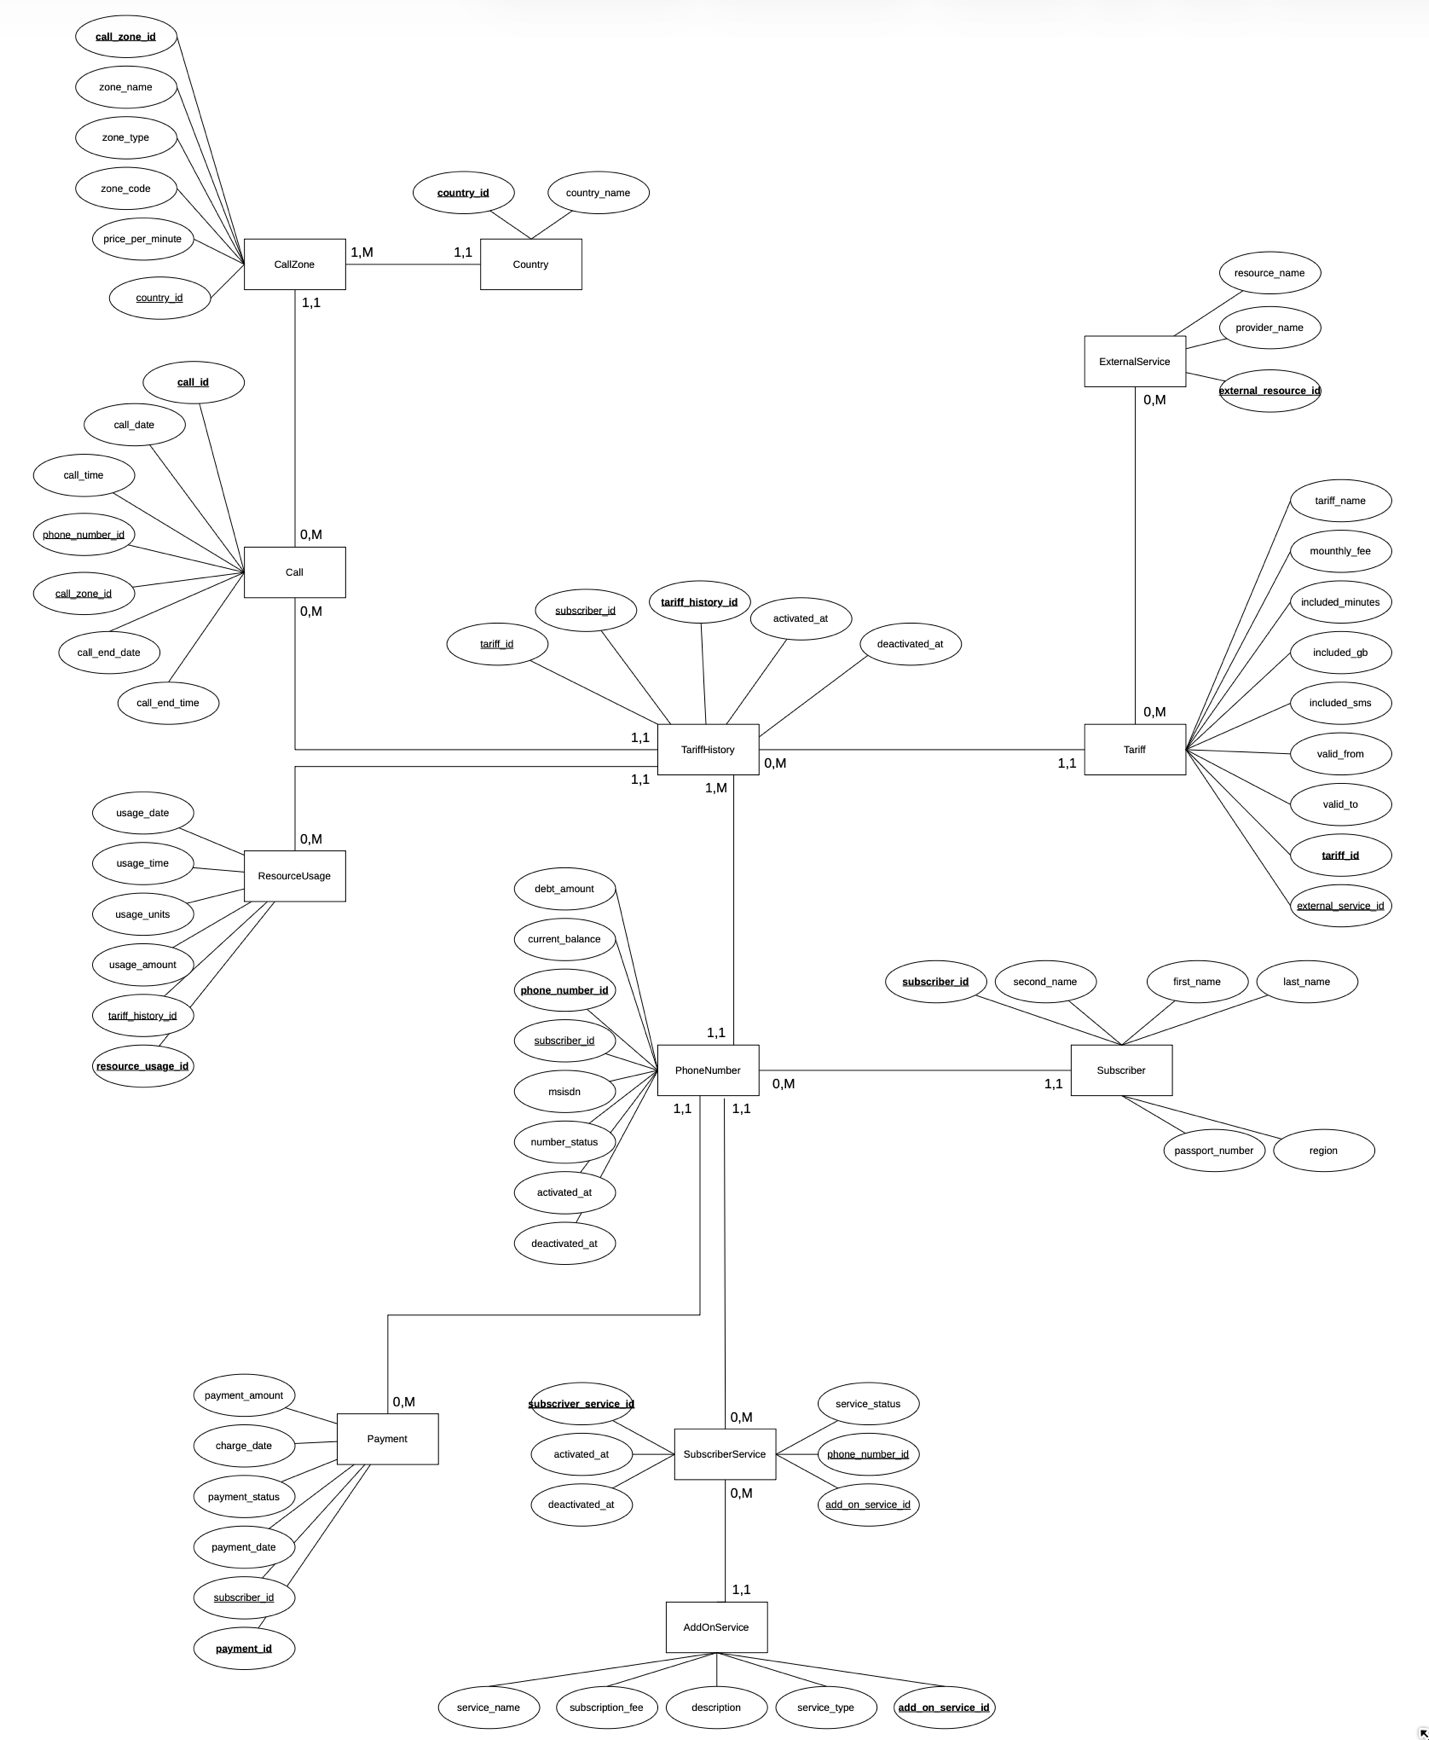 call_zone_id
zone_name
zone_type
zone_code
price_per_minute
country_id
CallZone
1,M
1,1
country_id
country_name
Country
1,1
resource_name
provider_name
external_resource_id
ExternalService
0,M
call_id
call_date
call_time
phone_number_id
call_zone_id
call_end_date
call_end_time
0,M
Call
0,M
tariff_id
subscriber_id
tariff_history_id
activated_at
deactivated_at
1,1
TariffHistory
0,M
1,1
1,M
0,M
Tariff
1,1
tariff_name
mounthly_fee
included_minutes
included_gb
included_sms
valid_from
valid_to
tariff_id
external_service_id
usage_date
usage_time
usage_units
usage_amount
tariff_history_id
resource_usage_id
0,M
ResourceUsage
debt_amount
current_balance
phone_number_id
subscriber_id
msisdn
number_status
activated_at
deactivated_at
1,1
PhoneNumber
0,M
1,1
1,1
1,1
subscriber_id
second_name
first_name
last_name
Subscriber
passport_number
region
payment_amount
charge_date
payment_status
payment_date
subscriber_id
payment_id
0,M
Payment
subscriver_service_id
activated_at
deactivated_at
0,M
SubscriberService
0,M
service_status
phone_number_id
add_on_service_id
1,1
AddOnService
service_name
subscription_fee
description
service_type
add_on_service_id